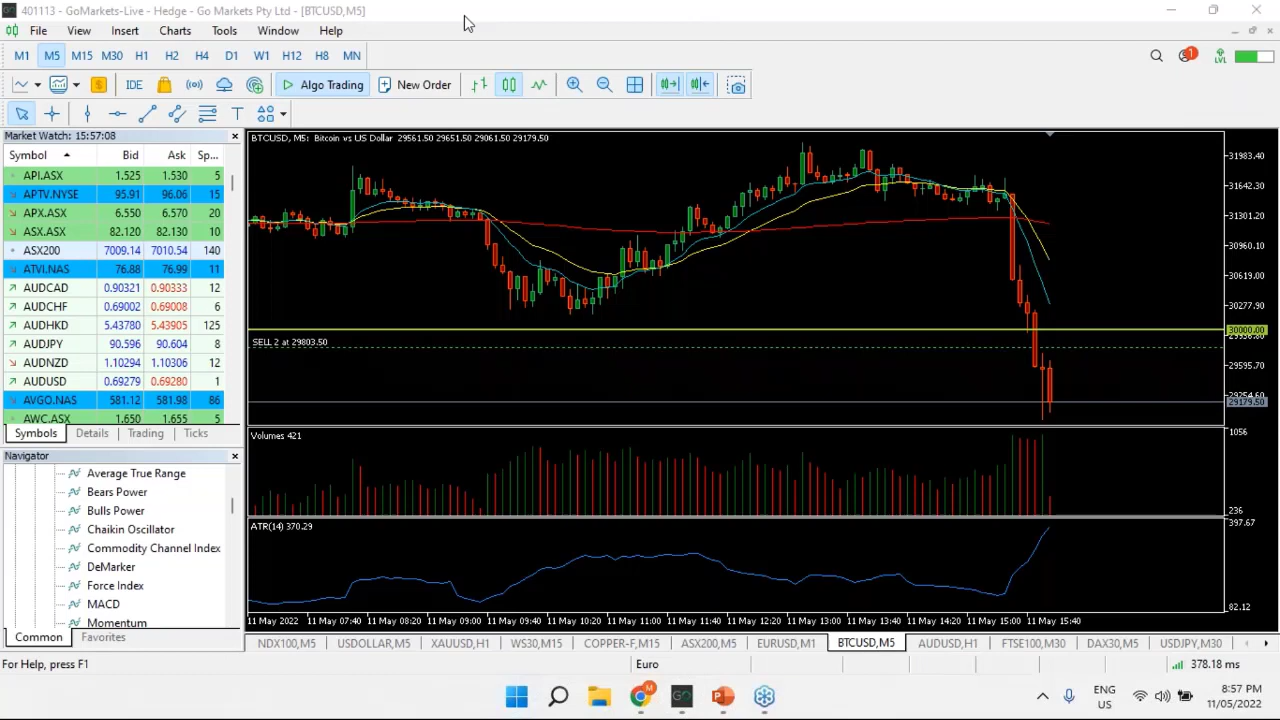 401113 - GoMarkets-Live - Hedge - Go Markets Pty Ltd - [BTCUSD,M5]
File View Insert Charts Tools Window Help
M1 M5 M15 M30 H1 H2 H4 D1 W1 H12 H8 MN
1
LVL
IDE Algo Trading New Order
Market Watch: 15:57:08
Symbol Bid Ask Sp...
API.ASX 1.525 1.530 5
APTV.NYSE 95.91 96.06 15
APX.ASX 6.550 6.570 20
ASX.ASX 82.120 82.130 10
ASX200 7009.14 7010.54 140
ATVI.NAS 76.88 76.99 11
AUDCAD 0.90321 0.90333 12
AUDCHF 0.69002 0.69008 6
AUDHKD 5.43780 5.43905 125
AUDJPY 90.596 90.604 8
AUDNZD 1.10294 1.10306 12
AUDUSD 0.69279 0.69280 1
AVGO.NAS 581.12 581.98 86
AWC.ASX 1.650 1.655 5
Symbols Details Trading Ticks
Navigator
Average True Range
Bears Power
Bulls Power
Chaikin Oscillator
Commodity Channel Index
DeMarker
Force Index
MACD
Momentum
Common Favorites
BTCUSD, M5: Bitcoin vs US Dollar 29561.50 29651.50 29061.50 29179.50
31983.40
31642.30
31301.20
30960.10
30619.00
30277.90
30000.00
29936.80
SELL 2 at 29803.50
29595.70
29254.60
29179.50
Volumes 421
1056
236
ATR(14) 370.29
397.67
82.12
11 May 2022 11 May 07:40 11 May 08:20 11 May 09:00 11 May 09:40 11 May 10:20 11 May 11:00 11 May 11:40 11 May 12:20 11 May 13:00 11 May 13:40 11 May 14:20 11 May 15:00 11 May 15:40
NDX100,M5 USDOLLAR,M5 XAUUSD,H1 WS30,M15 COPPER-F,M15 ASX200,M5 EURUSD,M1 BTCUSD,M5 AUDUSD,H1 FTSE100,M30 DAX30,M5 USDJPY,M30
For Help, press F1
Euro
378.18 ms
M
GO
ENG
US
8:57 PM
11/05/2022